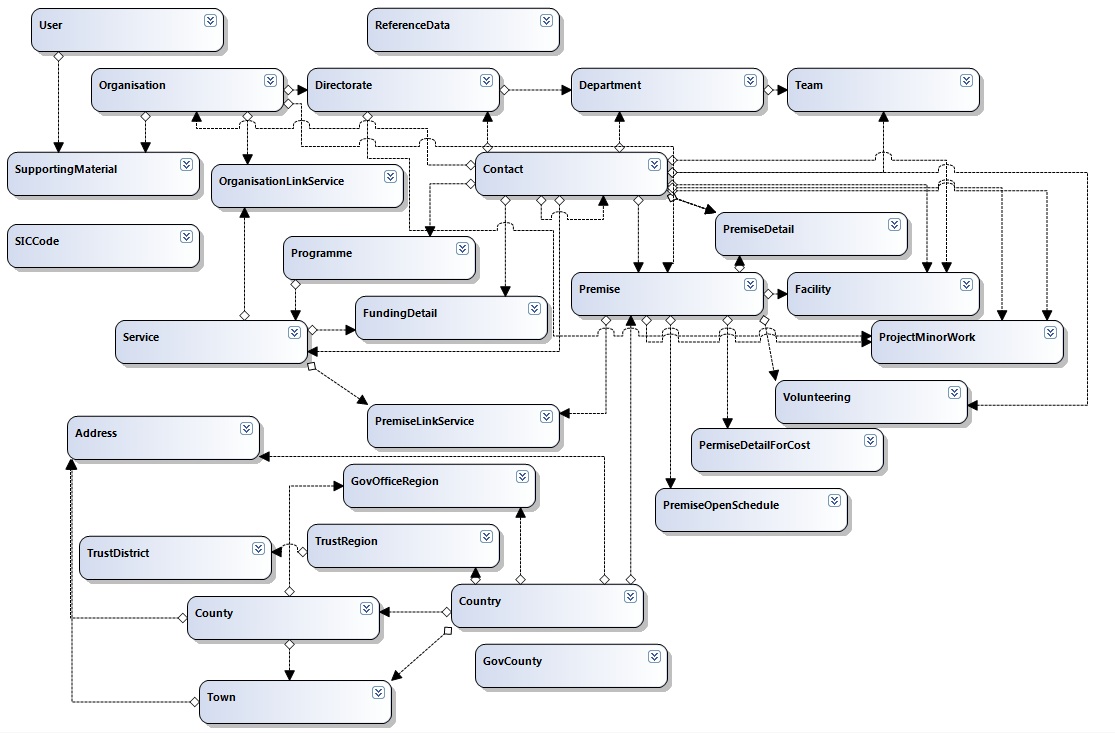 User
ReferenceData
Organisation
Directorate
Department
Team
SupportingMaterial
OrganisationLinkService
Contact
SICCode
Programme
PremiseDetail
Premise
Facility
FundingDetail
Service
ProjectMinorWork
Volunteering
PremiseLinkService
Address
PermiseDetailForCost
GovOfficeRegion
PremiseOpenSchedule
TrustDistrict
TrustRegion
County
Country
GovCounty
Town